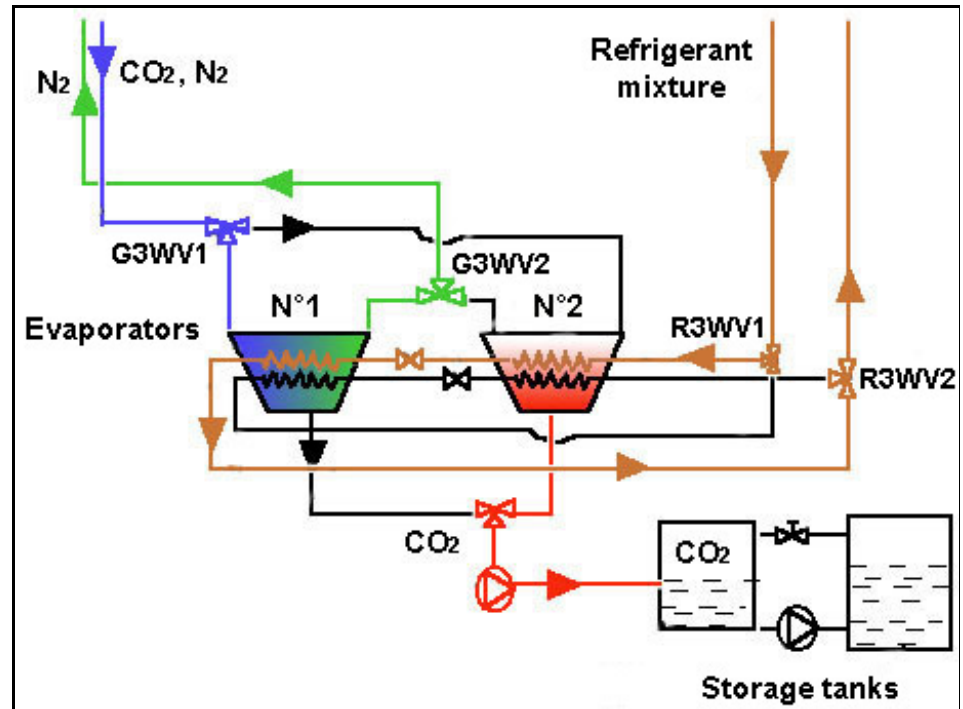 N2
CO2, N2
Refrigerant
mixture
G3WV1
G3WV2
N°1
N°2
Evaporators
R3WV1
R3WV2
CO2
CO2
Storage tanks